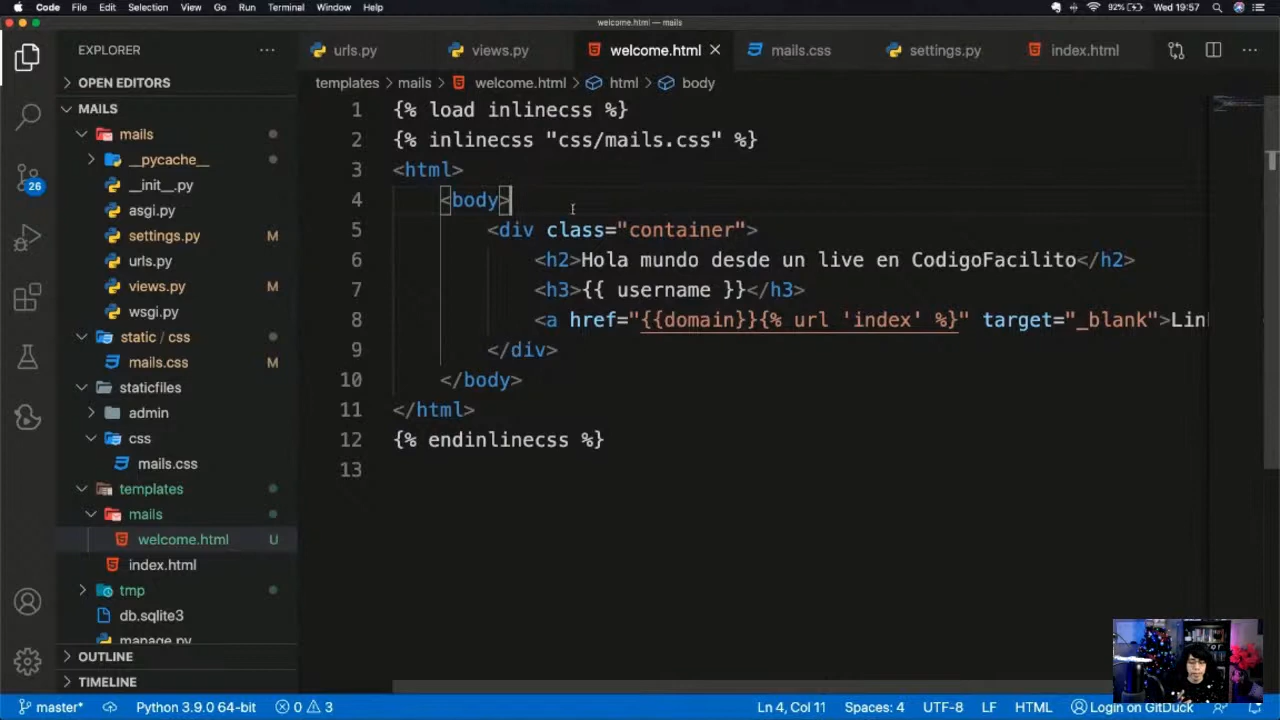 Code File Edit Selection View Go Run Terminal Window Help 92% Wed 19:57
welcome.html — mails
EXPLORER
urls.py views.py welcome.html mails.css settings.py index.html
OPEN EDITORS
templates mails welcome.html html body
MAILS
mails
__pycache__
__init__.py
asgi.py
settings.py M
urls.py
views.py M
wsgi.py
static / css
mails.css M
staticfiles
admin
css
mails.css
templates
mails
welcome.html U
index.html
tmp
db.sqlite3
manage.py
OUTLINE
TIMELINE
26
1 {% load inlinecss %}
2 {% inlinecss "css/mails.css" %}
3 <html>
4 <body>
5 <div class="container">
6 <h2>Hola mundo desde un live en CodigoFacilito</h2>
7 <h3>{{ username }}</h3>
8 <a href="{{domain}}{% url 'index' %}" target="_blank">Lin
9 </div>
10 </body>
11 </html>
12 {% endinlinecss %}
13
master* Python 3.9.0 64-bit 0 3 Ln 4, Col 11 Spaces: 4 UTF-8 LF HTML Login on GitDuck